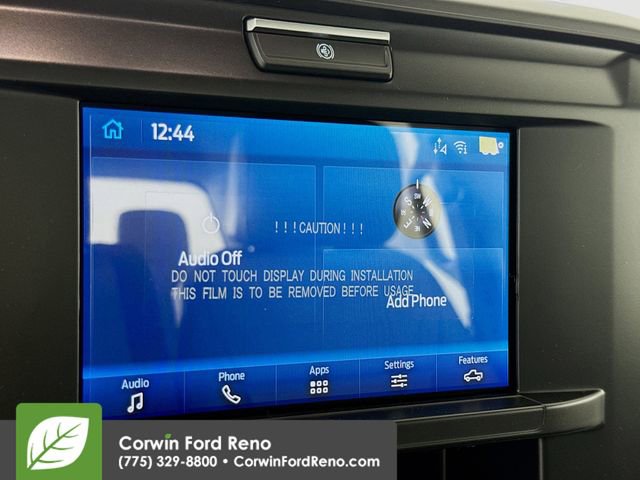 12:44
!!!CAUTION!!!
Audio Off
DO NOT TOUCH DISPLAY DURING INSTALLATION
THIS FILM IS TO BE REMOVED BEFORE USAGE
Add Phone
Audio
Phone
Apps
Settings
Features
Corwin Ford Reno
(775) 329-8800 • CorwinFordReno.com